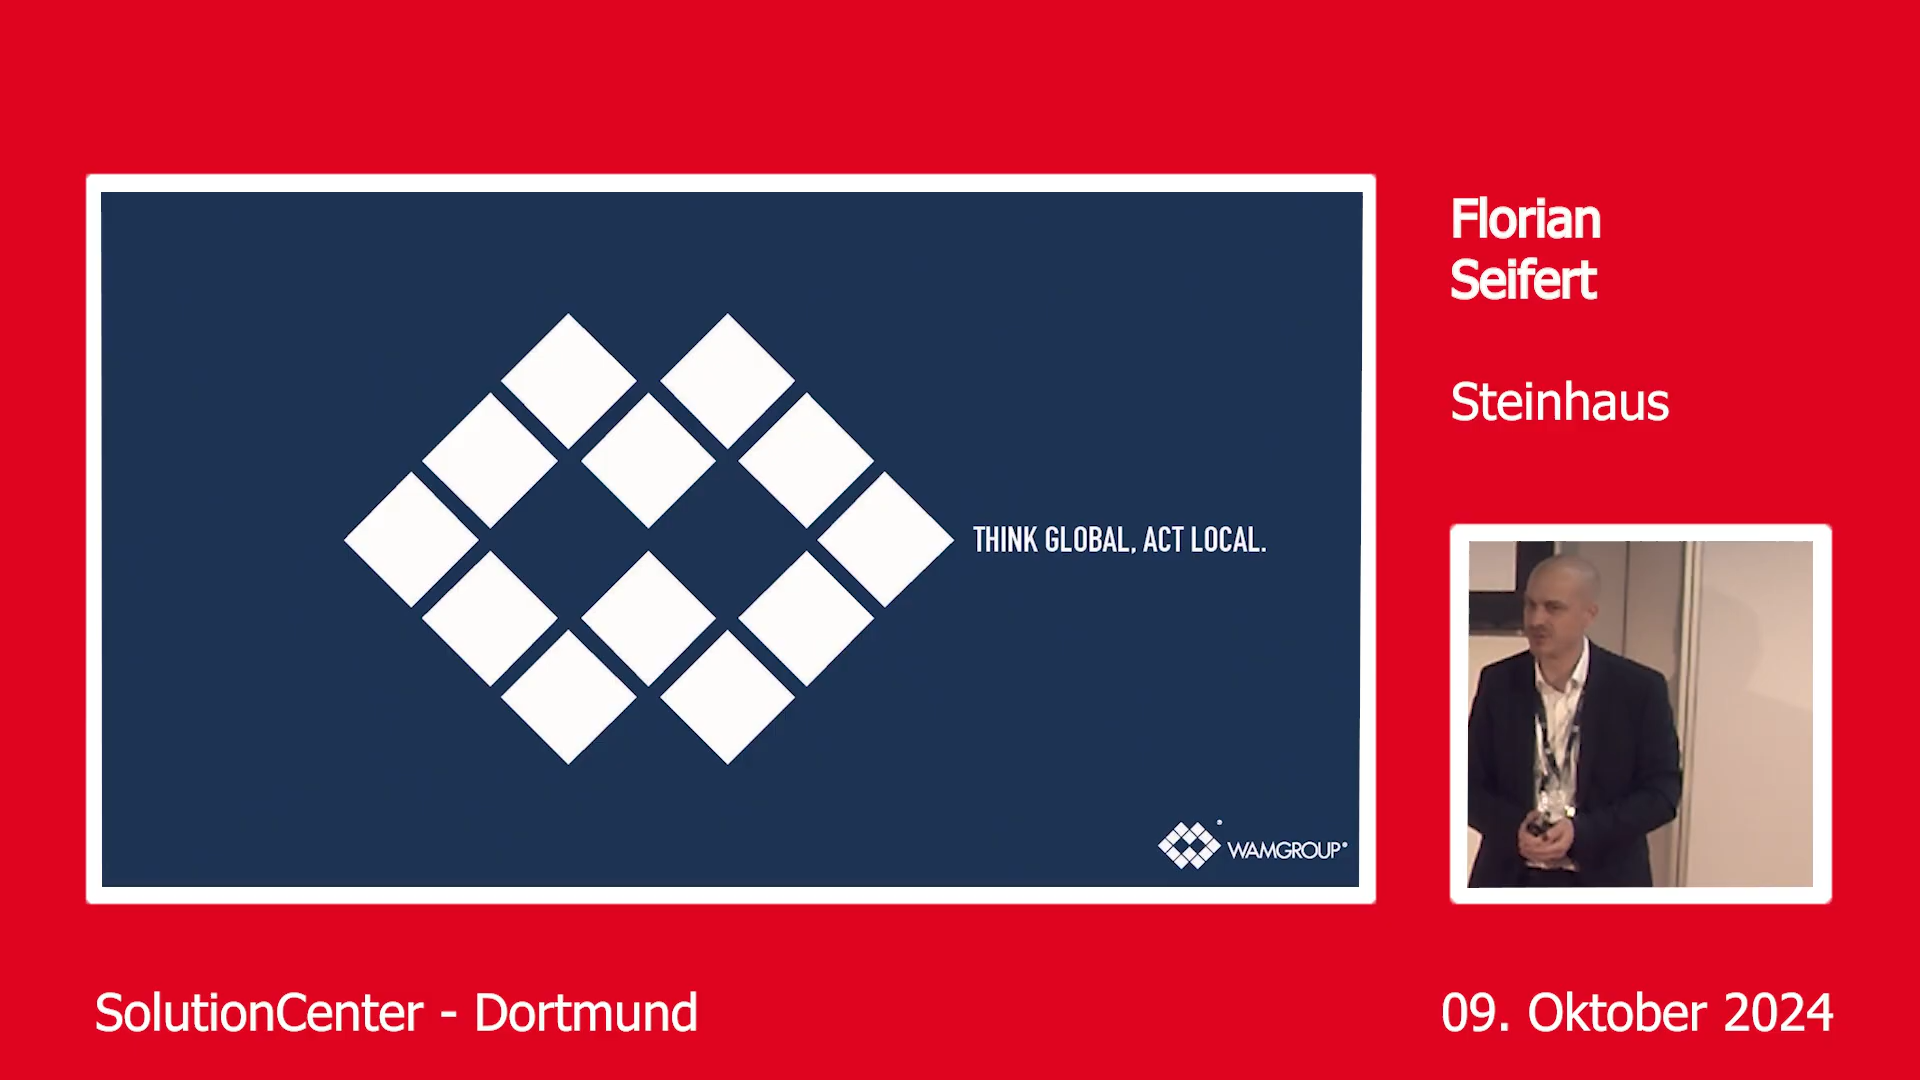 Florian
Seifert
Steinhaus
THINK GLOBAL, ACT LOCAL.
WAMGROUP®
SolutionCenter - Dortmund
09. Oktober 2024